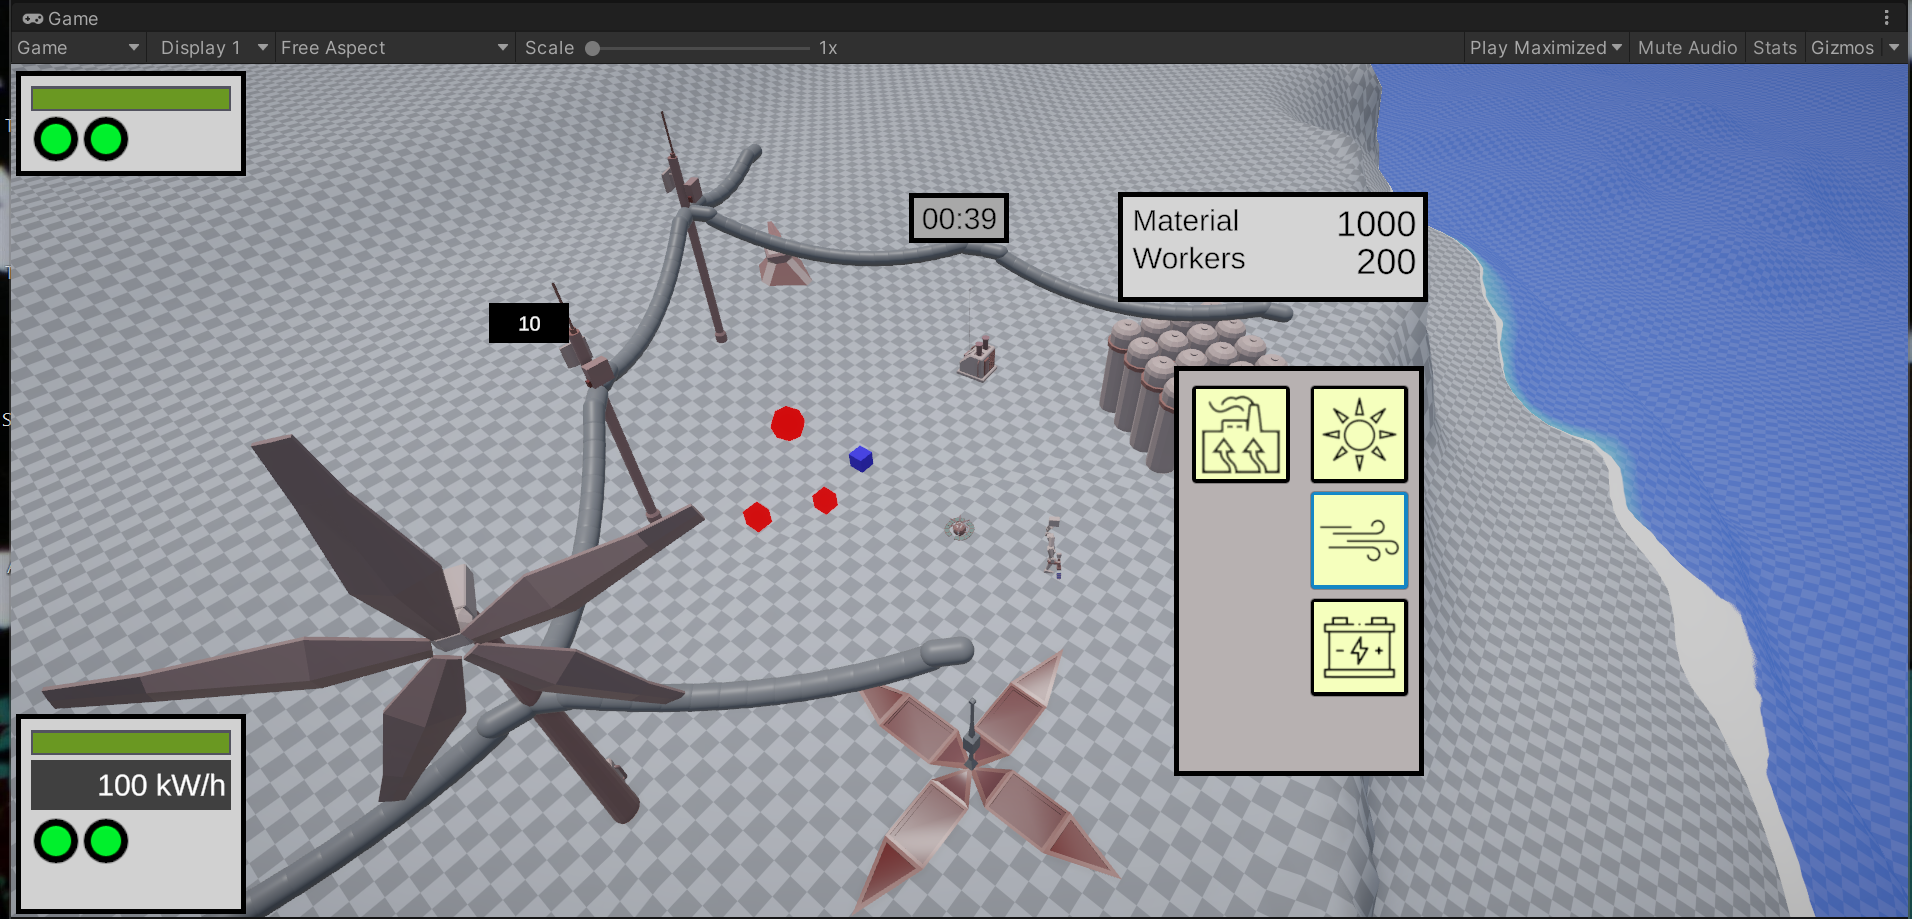 Game
Game
Display 1
Free Aspect
Scale
1x
Play Maximized
Mute Audio
Stats
Gizmos
00:39
Material 1000
Workers 200
10
100 kW/h